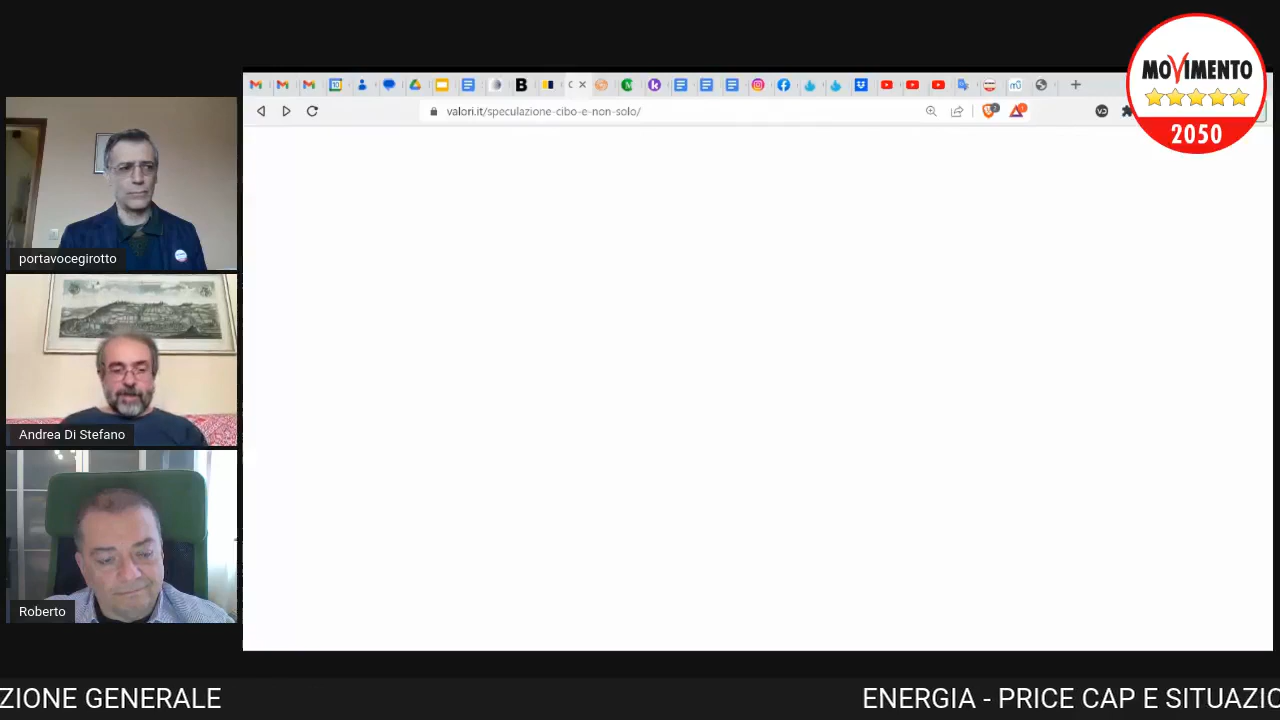 valori.it/speculazione-cibo-e-non-solo/
MOVIMENTO
2050
portavocegirotto
Andrea Di Stefano
Roberto
ZIONE GENERALE
ENERGIA - PRICE CAP E SITUAZIO